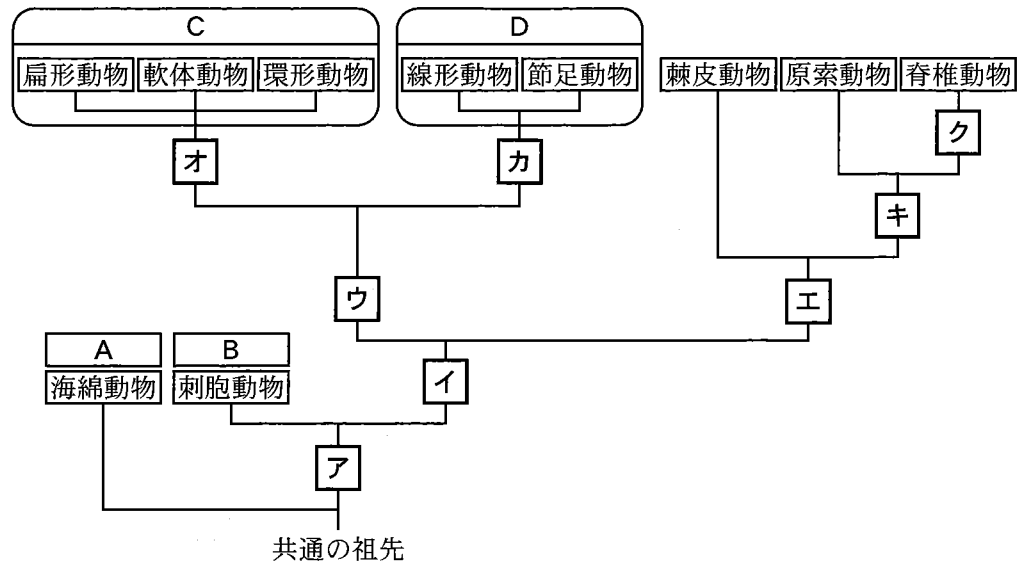 C
D
扁形動物 軟体動物 環形動物
線形動物 節足動物
棘皮動物 原索動物 脊椎動物
オ
カ
ク
キ
ウ
エ
A
B
海綿動物
刺胞動物
イ
ア
共通の祖先